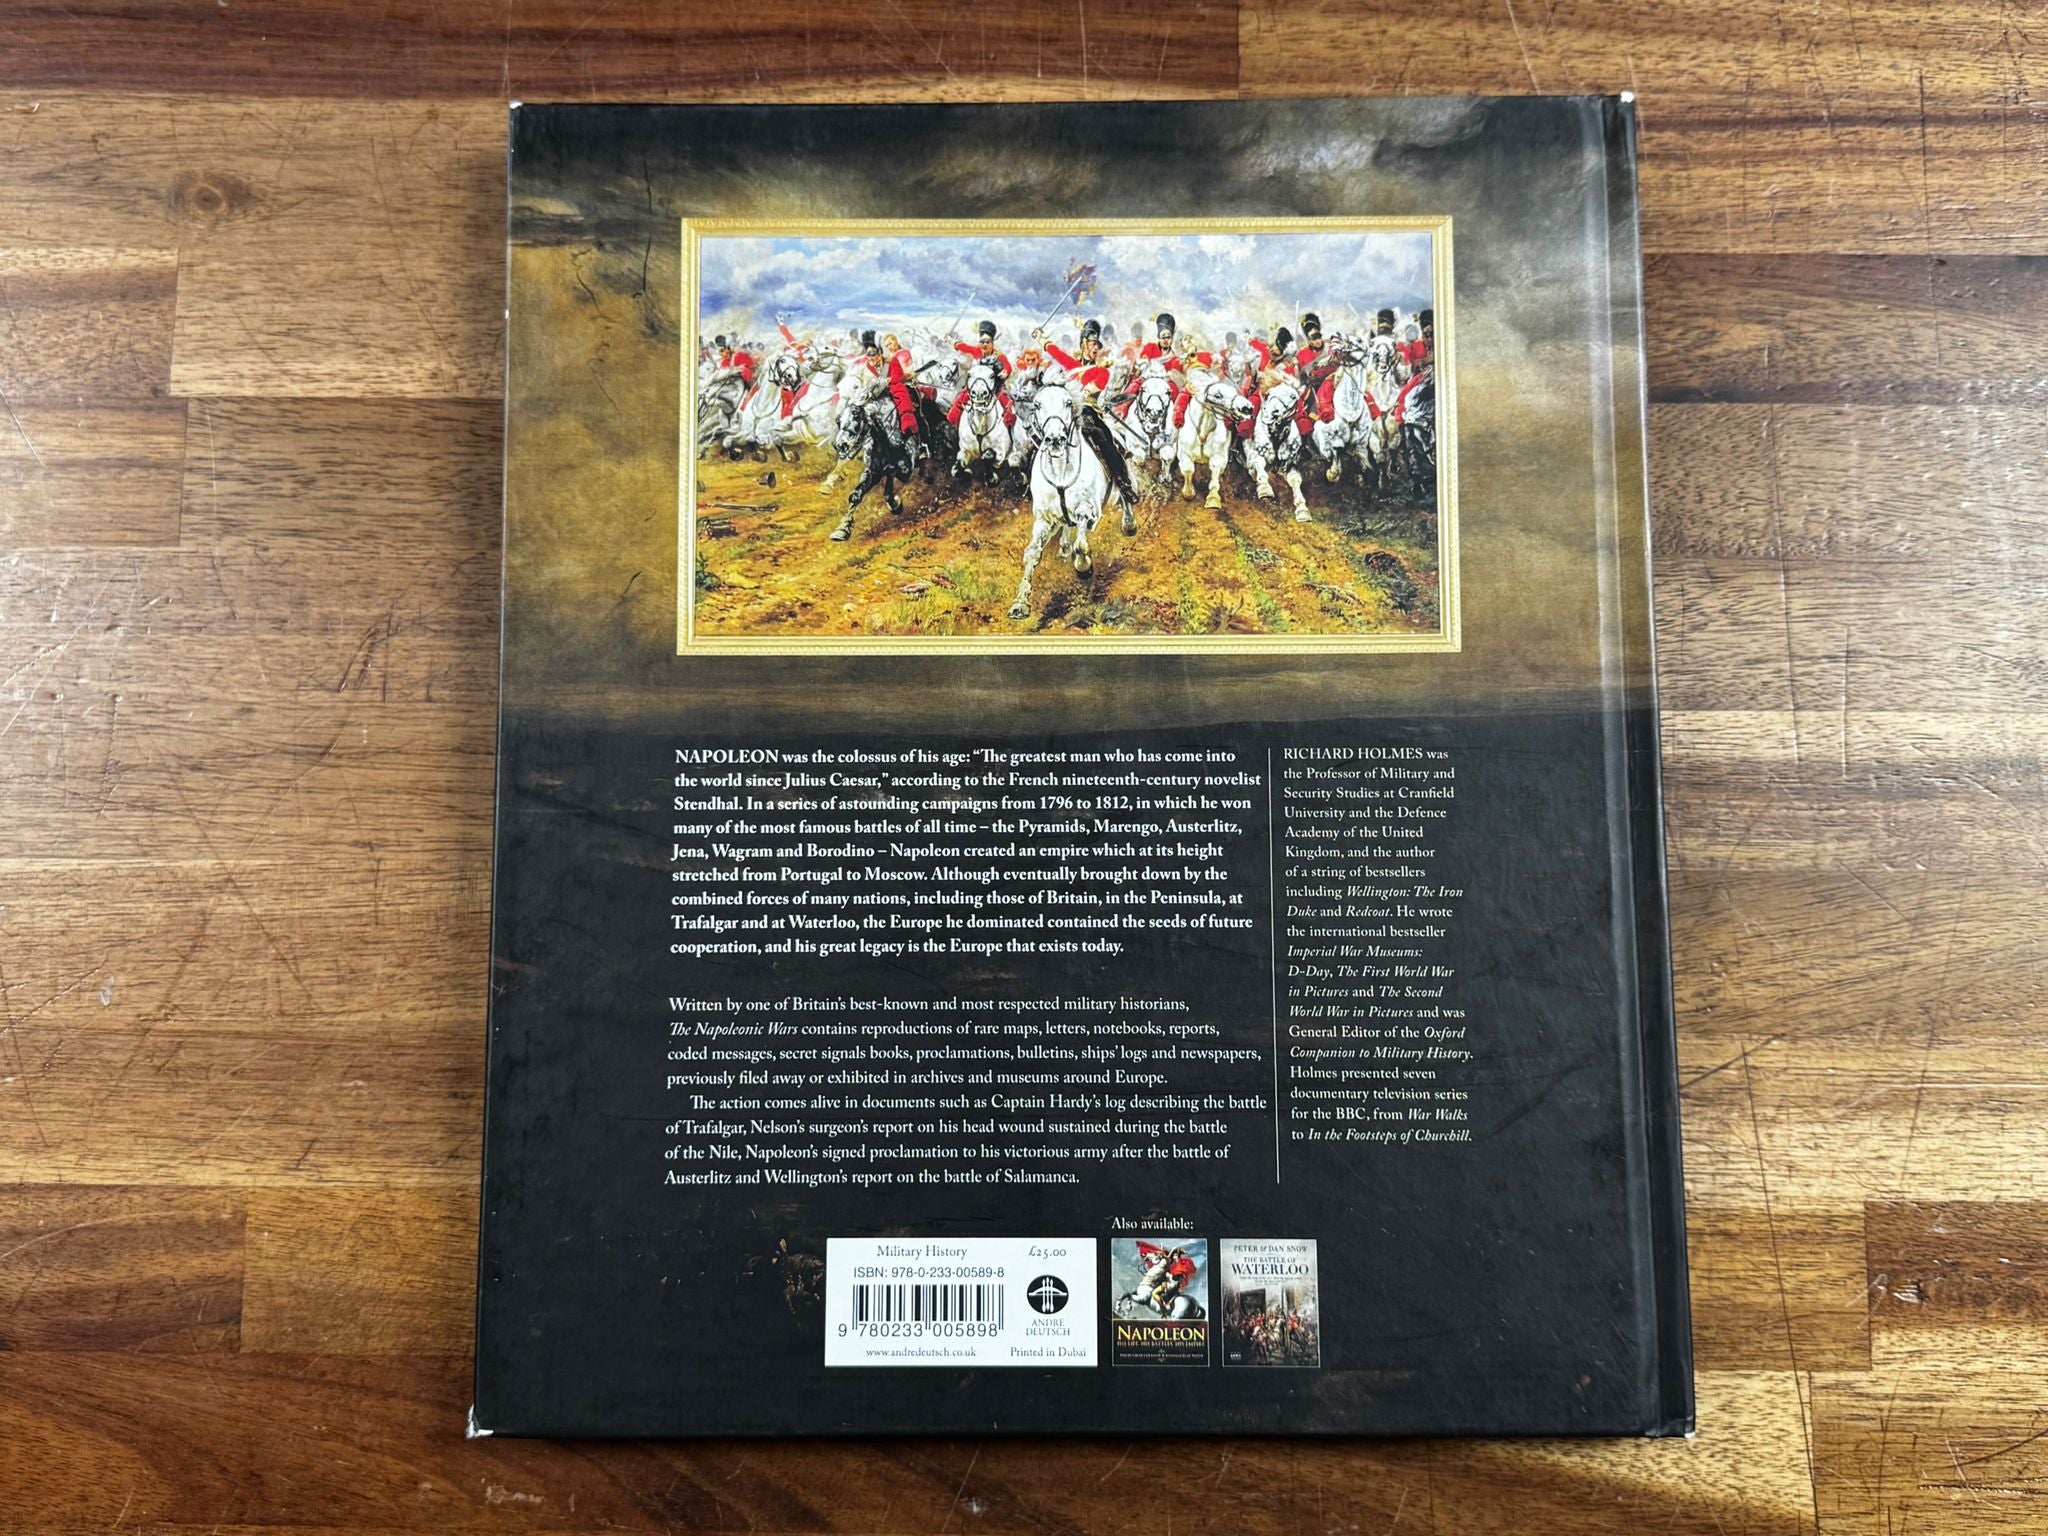 NAPOLEON was the colossus of his age: “The greatest man who has come into
the world since Julius Caesar,” according to the French nineteenth-century novelist
Stendhal. In a series of astounding campaigns from 1796 to 1812, in which he won
many of the most famous battles of all time – the Pyramids, Marengo, Austerlitz,
Jena, Wagram and Borodino – Napoleon created an empire which at its height
stretched from Portugal to Moscow. Although eventually brought down by the
combined forces of many nations, including those of Britain, in the Peninsula, at
Trafalgar and at Waterloo, the Europe he dominated contained the seeds of future
cooperation, and his great legacy is the Europe that exists today.
Written by one of Britain’s best-known and most respected military historians,
The Napoleonic Wars contains reproductions of rare maps, letters, notebooks, reports,
coded messages, secret signals books, proclamations, bulletins, ships’ logs and newspapers,
previously filed away or exhibited in archives and museums around Europe.
The action comes alive in documents such as Captain Hardy’s log describing the battle
of Trafalgar, Nelson’s surgeon’s report on his head wound sustained during the battle
of the Nile, Napoleon’s signed proclamation to his victorious army after the battle of
Austerlitz and Wellington’s report on the battle of Salamanca.
RICHARD HOLMES was
the Professor of Military and
Security Studies at Cranfield
University and the Defence
Academy of the United
Kingdom, and the author
of a string of bestsellers
including Wellington: The Iron
Duke and Redcoat. He wrote
the international bestseller
Imperial War Museums:
D-Day, The First World War
in Pictures and The Second
World War in Pictures and was
General Editor of the Oxford
Companion to Military History.
Holmes presented seven
documentary television series
for the BBC, from War Walks
to In the Footsteps of Churchill.
Military History £25.00
ISBN: 978-0-233-00589-8
9 780233 005898
ANDRE
DEUTSCH
www.andredeutsch.co.uk Printed in Dubai
Also available:
NAPOLEON
HIS LIFE, HIS BATTLES, HIS EMPIRE
PETER & DAN SNOW
THE BATTLE OF
WATERLOO